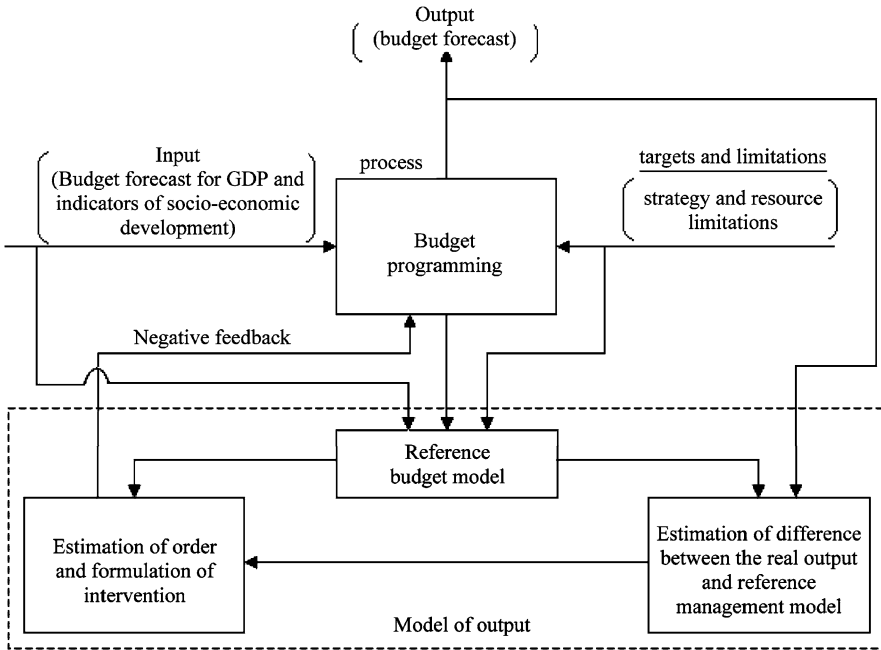 Output
(budget forecast)
Input
(Budget forecast for GDP and
indicators of socio-economic
development)
process
targets and limitations
strategy and resource
limitations
Budget
programming
Negative feedback
Reference
budget model
Estimation of order
and formulation of
intervention
Estimation of difference
between the real output
and reference
management model
Model of output